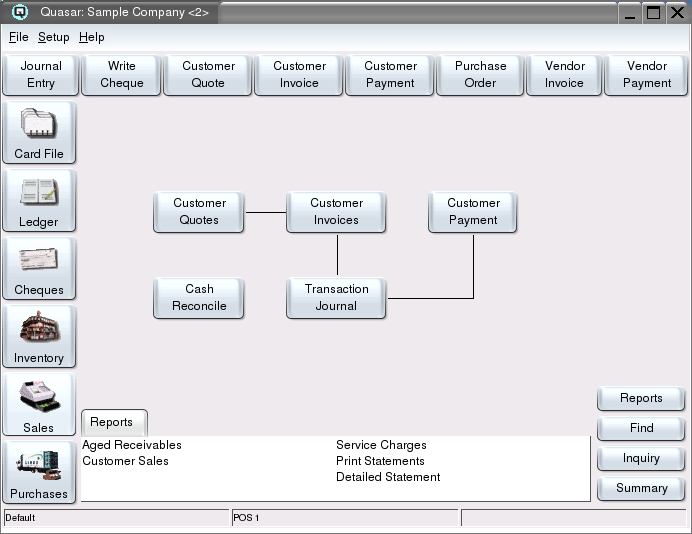 Quasar: Sample Company <2>
File Setup Help
Journal Entry
Write Cheque
Customer Quote
Customer Invoice
Customer Payment
Purchase Order
Vendor Invoice
Vendor Payment
Card File
Ledger
Cheques
Inventory
Sales
Purchases
Customer Quotes
Customer Invoices
Customer Payment
Cash Reconcile
Transaction Journal
Reports
Find
Inquiry
Summary
Reports
Aged Receivables
Customer Sales
Service Charges
Print Statements
Detailed Statement
Default
POS 1